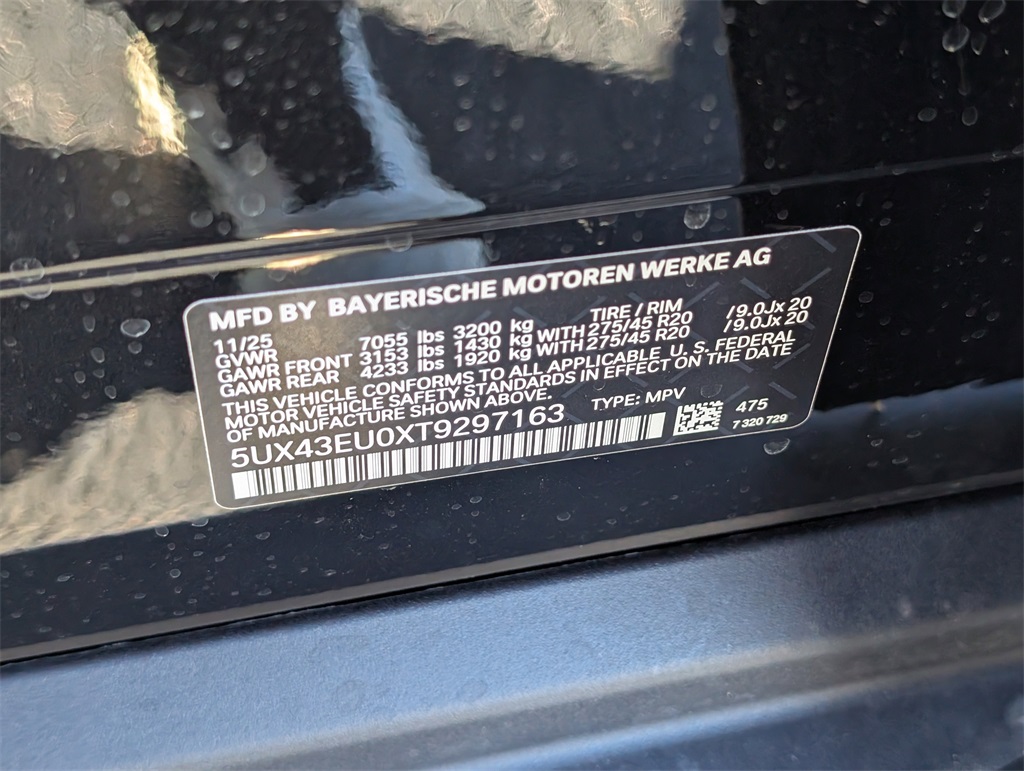 MFD BY BAYERISCHE MOTOREN WERKE AG
11/25 TIRE / RIM
GVWR 7055 lbs 3200 kg
GAWR FRONT 3153 lbs 1430 kg WITH 275/45 R20 /9.0Jx 20
GAWR REAR 4233 lbs 1920 kg WITH 275/45 R20 /9.0Jx 20
THIS VEHICLE CONFORMS TO ALL APPLICABLE U. S. FEDERAL
MOTOR VEHICLE SAFETY STANDARDS IN EFFECT ON THE DATE
OF MANUFACTURE SHOWN ABOVE.
5UX43EU0XT9297163 TYPE: MPV
475
7 320 729